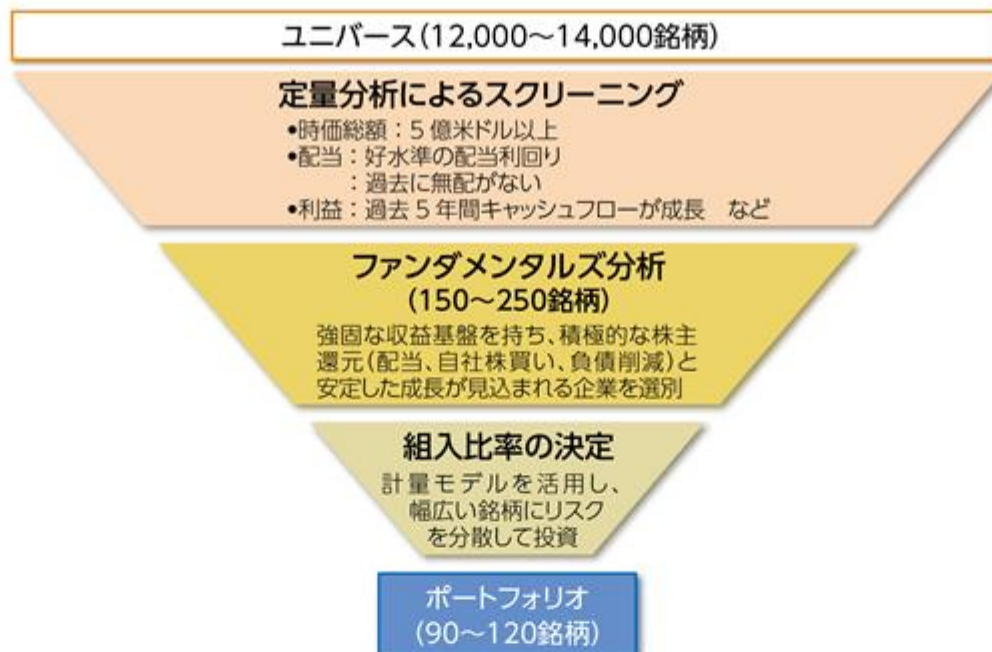 ユニバース(12,000～14,000銘柄)
定量分析によるスクリーニング
•時価総額：5億米ドル以上
•配当：好水準の配当利回り
：過去に無配がない
•利益：過去5年間キャッシュフローが成長　など
ファンダメンタルズ分析
(150～250銘柄)
強固な収益基盤を持ち、積極的な株主
還元(配当、自社株買い、負債削減)と
安定した成長が見込まれる企業を選別
組入比率の決定
計量モデルを活用し、
幅広い銘柄にリスク
を分散して投資
ポートフォリオ
(90～120銘柄)